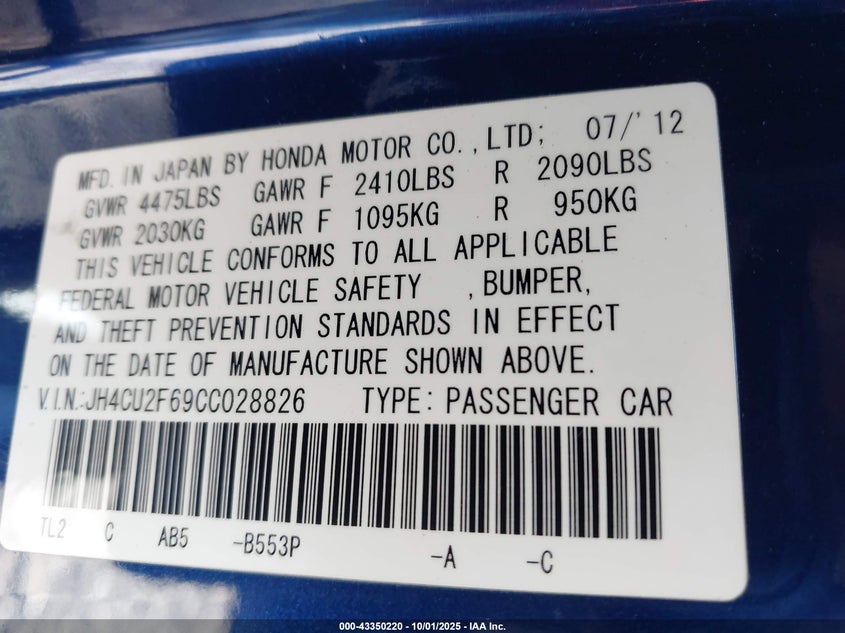 MFD. IN JAPAN BY HONDA MOTOR CO., LTD; 07/'12
GVWR 4475LBS GAWR F 2410LBS R 2090LBS
GVWR 2030KG GAWR F 1095KG R 950KG
THIS VEHICLE CONFORMS TO ALL APPLICABLE
FEDERAL MOTOR VEHICLE SAFETY , BUMPER,
AND THEFT PREVENTION STANDARDS IN EFFECT
ON THE DATE OF MANUFACTURE SHOWN ABOVE.
V.I.N.:JH4CU2F69CC028826 TYPE: PASSENGER CAR
TL2 C AB5 -B553P -A -C
000-43350220 - 10/01/2025 - IAA Inc.